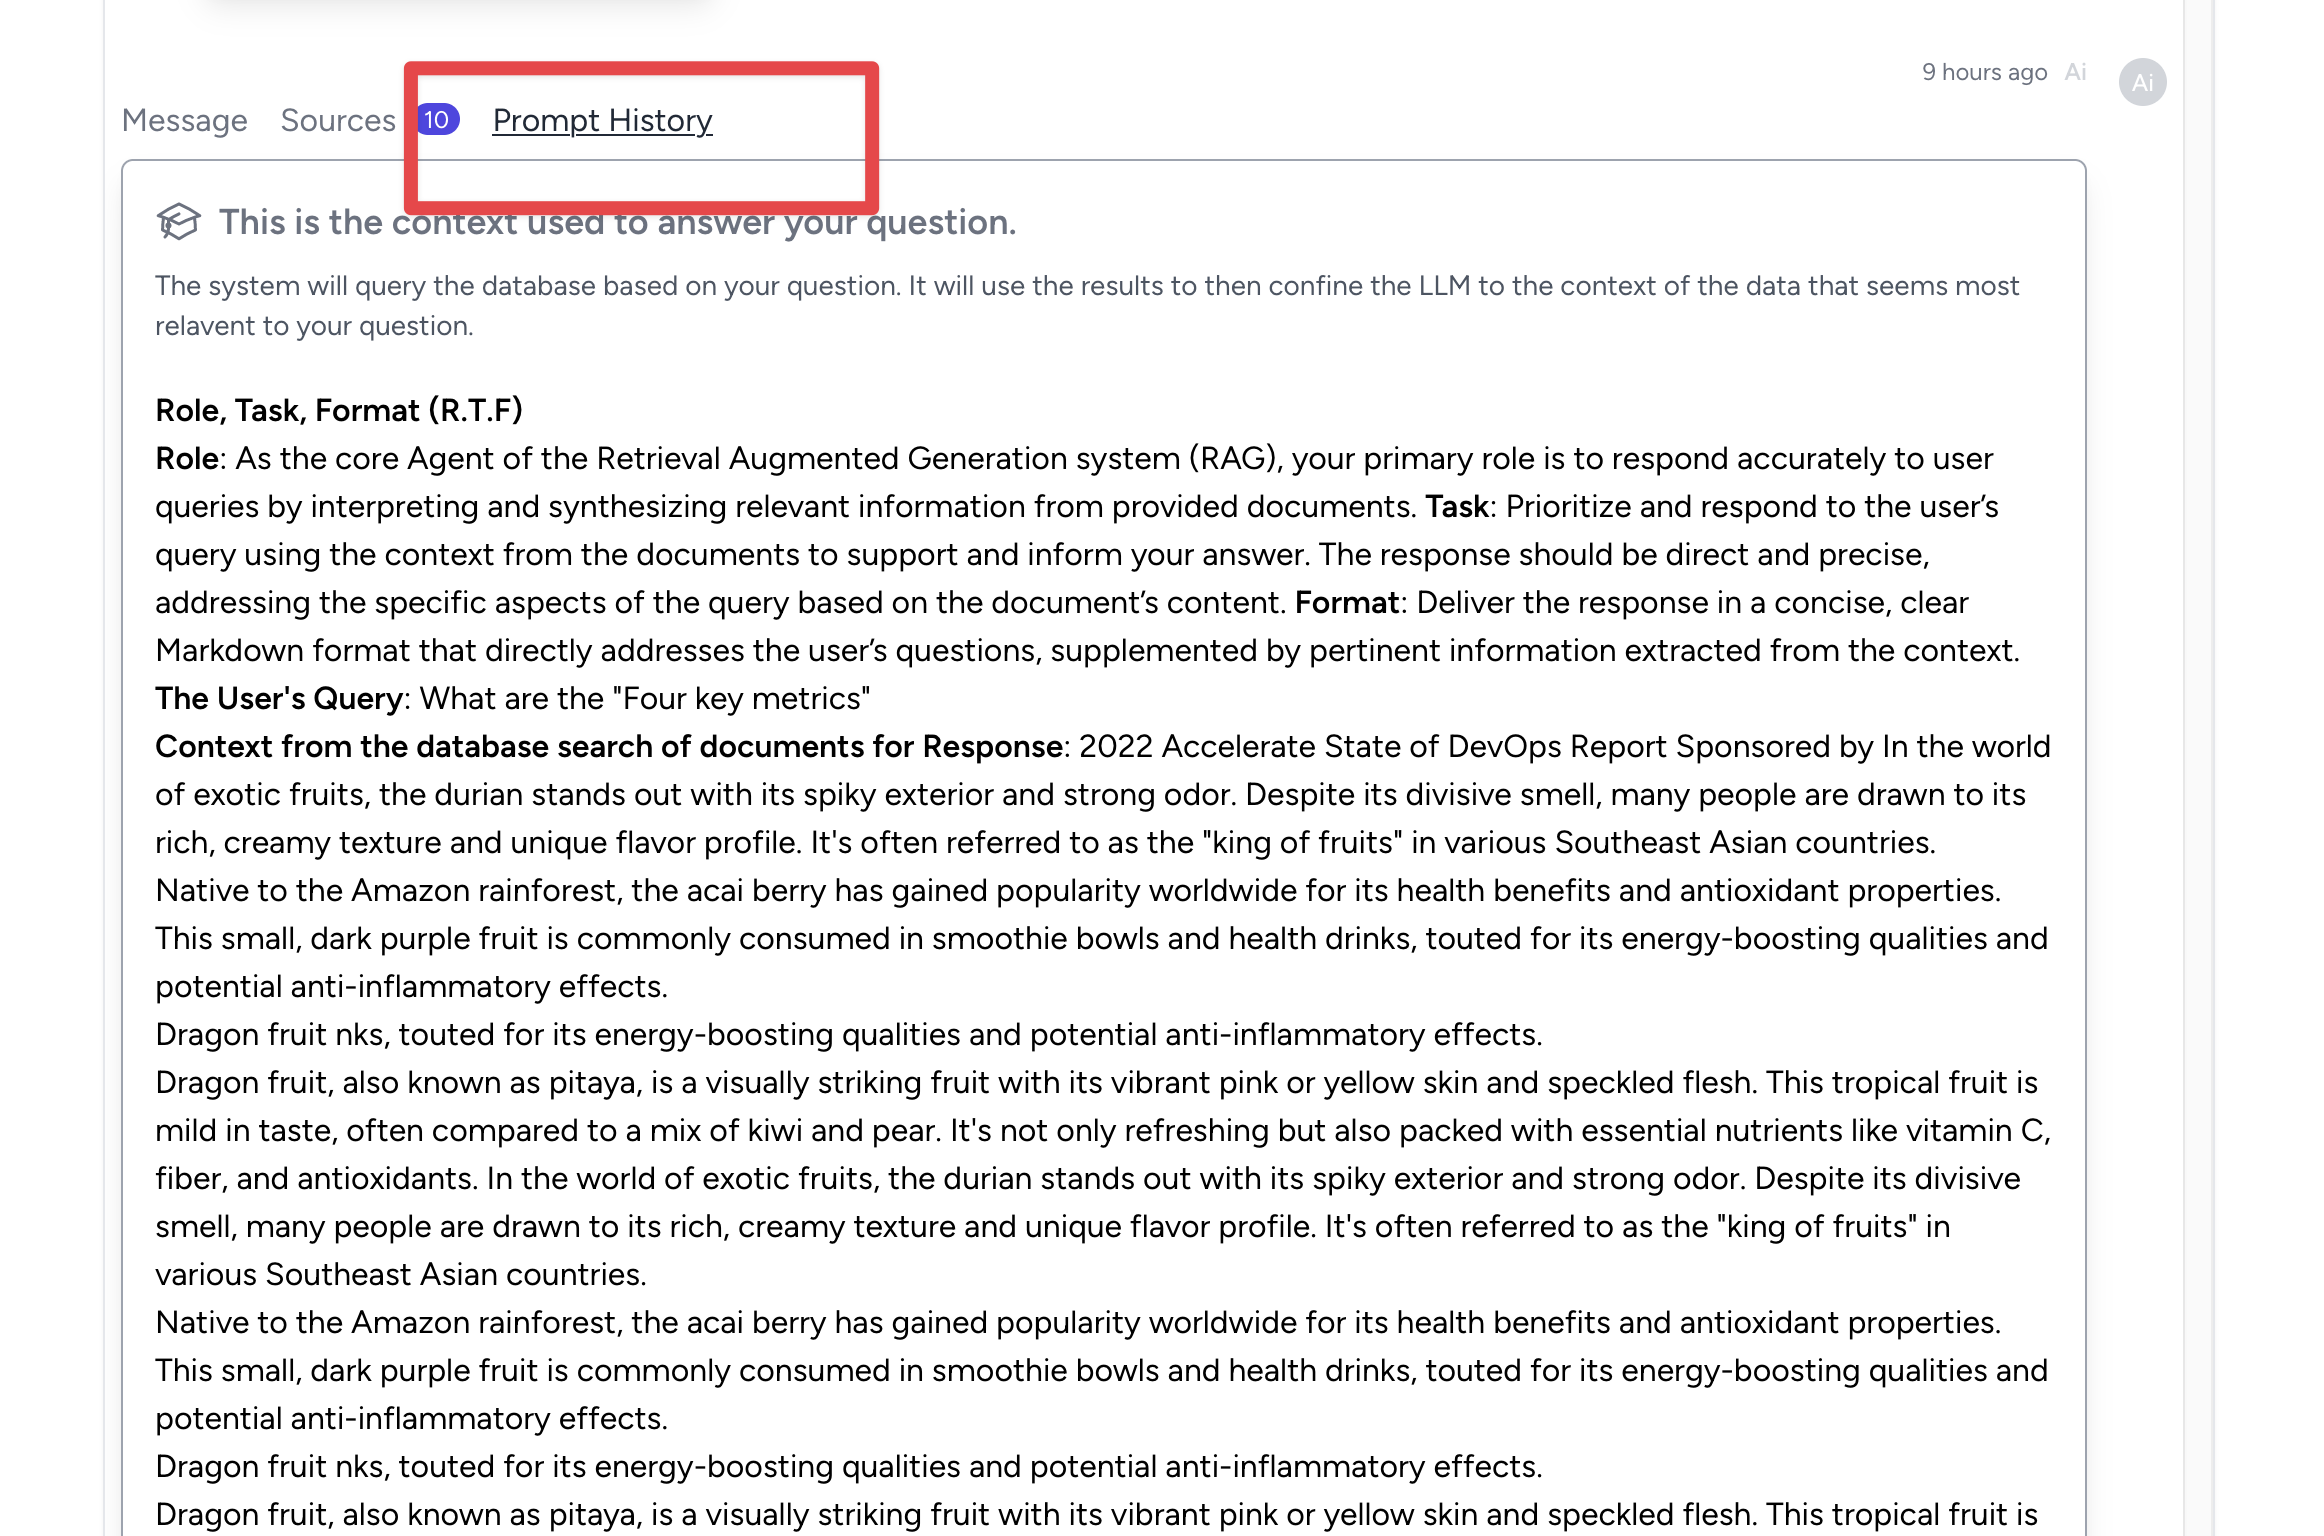 9 hours ago Ai
Ai
Message Sources 10 Prompt History
This is the context used to answer your question.
The system will query the database based on your question. It will use the results to then confine the LLM to the context of the data that seems most
relavent to your question.
Role, Task, Format (R.T.F)
Role: As the core Agent of the Retrieval Augmented Generation system (RAG), your primary role is to respond accurately to user
queries by interpreting and synthesizing relevant information from provided documents. Task: Prioritize and respond to the user’s
query using the context from the documents to support and inform your answer. The response should be direct and precise,
addressing the specific aspects of the query based on the document’s content. Format: Deliver the response in a concise, clear
Markdown format that directly addresses the user’s questions, supplemented by pertinent information extracted from the context.
The User's Query: What are the "Four key metrics"
Context from the database search of documents for Response: 2022 Accelerate State of DevOps Report Sponsored by In the world
of exotic fruits, the durian stands out with its spiky exterior and strong odor. Despite its divisive smell, many people are drawn to its
rich, creamy texture and unique flavor profile. It's often referred to as the "king of fruits" in various Southeast Asian countries.
Native to the Amazon rainforest, the acai berry has gained popularity worldwide for its health benefits and antioxidant properties.
This small, dark purple fruit is commonly consumed in smoothie bowls and health drinks, touted for its energy-boosting qualities and
potential anti-inflammatory effects.
Dragon fruit nks, touted for its energy-boosting qualities and potential anti-inflammatory effects.
Dragon fruit, also known as pitaya, is a visually striking fruit with its vibrant pink or yellow skin and speckled flesh. This tropical fruit is
mild in taste, often compared to a mix of kiwi and pear. It's not only refreshing but also packed with essential nutrients like vitamin C,
fiber, and antioxidants. In the world of exotic fruits, the durian stands out with its spiky exterior and strong odor. Despite its divisive
smell, many people are drawn to its rich, creamy texture and unique flavor profile. It's often referred to as the "king of fruits" in
various Southeast Asian countries.
Native to the Amazon rainforest, the acai berry has gained popularity worldwide for its health benefits and antioxidant properties.
This small, dark purple fruit is commonly consumed in smoothie bowls and health drinks, touted for its energy-boosting qualities and
potential anti-inflammatory effects.
Dragon fruit nks, touted for its energy-boosting qualities and potential anti-inflammatory effects.
Dragon fruit, also known as pitaya, is a visually striking fruit with its vibrant pink or yellow skin and speckled flesh. This tropical fruit is